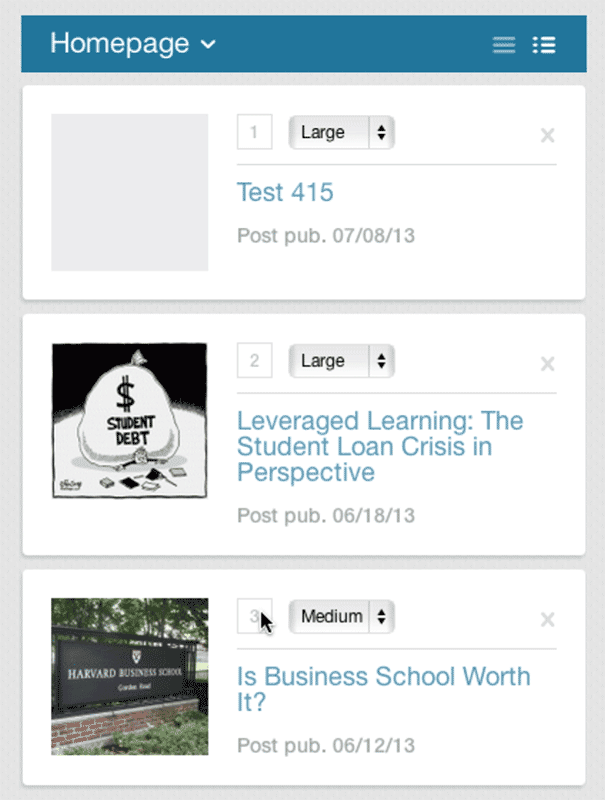 Homepage
1
Large
Test 415
Post pub. 07/08/13
$
STUDENT
DEBT
2
Large
Leveraged Learning: The
Student Loan Crisis in
Perspective
Post pub. 06/18/13
HARVARD BUSINESS SCHOOL
3
Medium
Is Business School Worth
It?
Post pub. 06/12/13